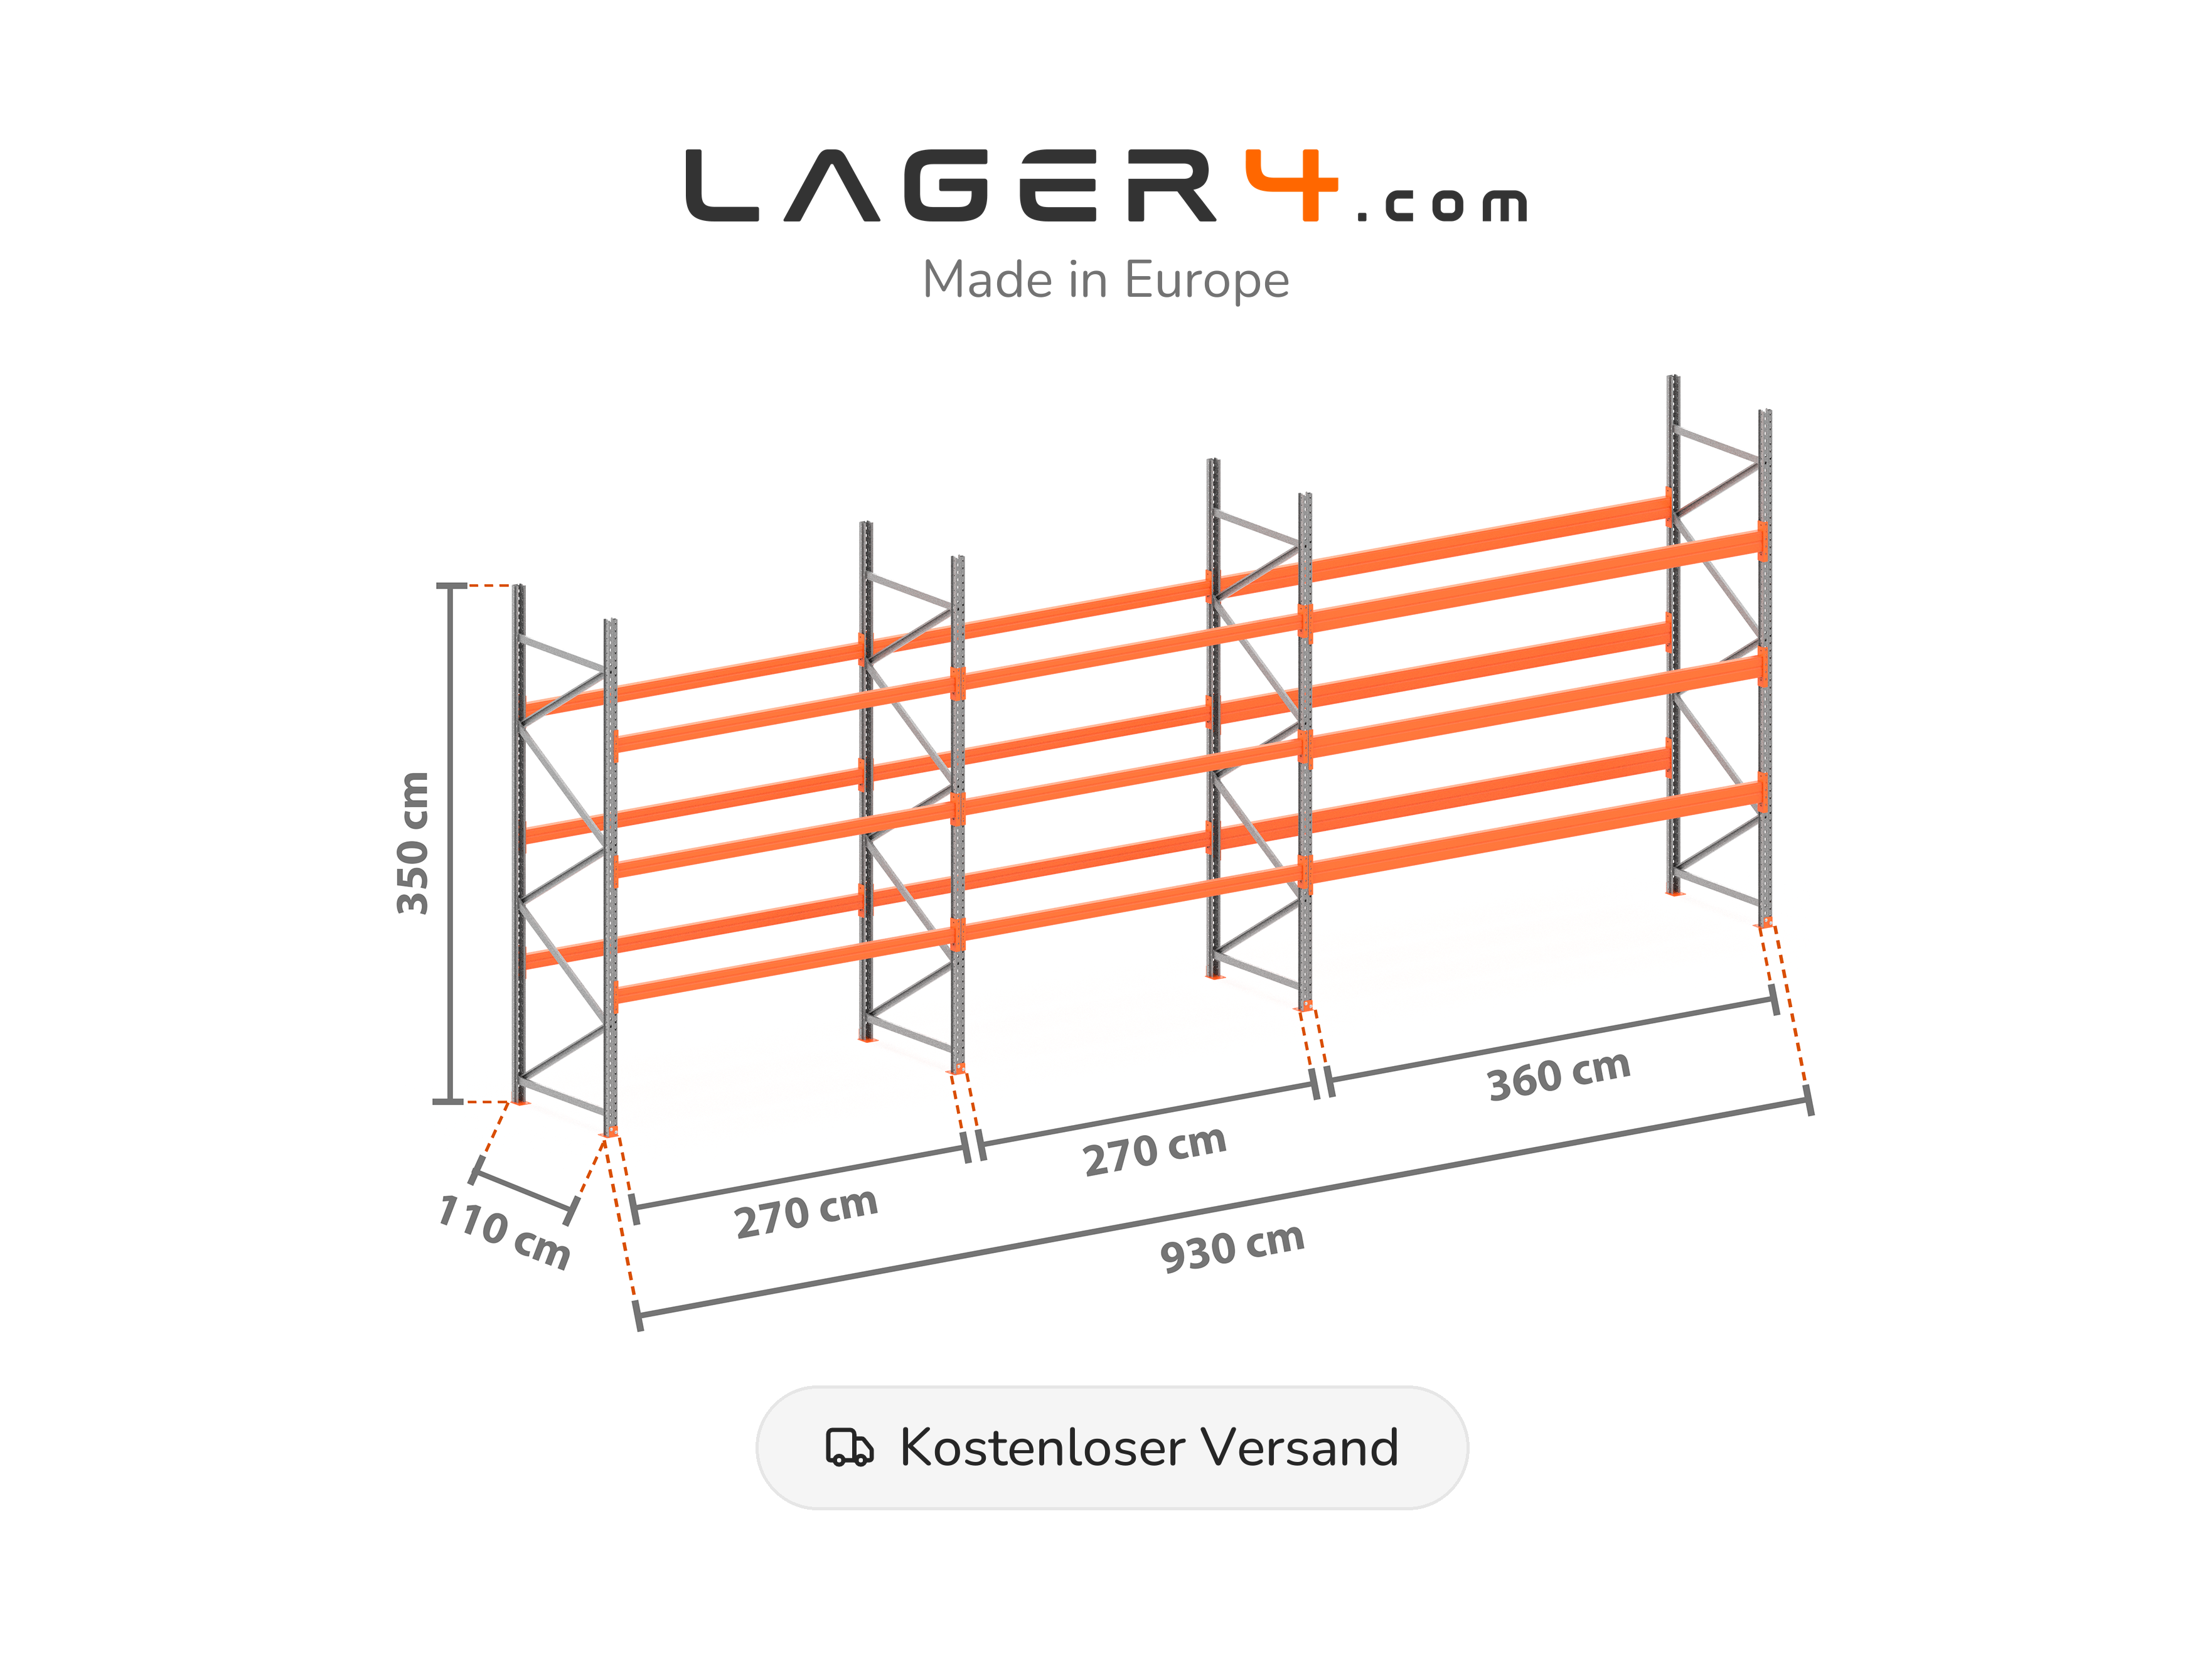 LAGER4.com
Made in Europe
350 cm
110 cm
270 cm
270 cm
360 cm
930 cm
Kostenloser Versand